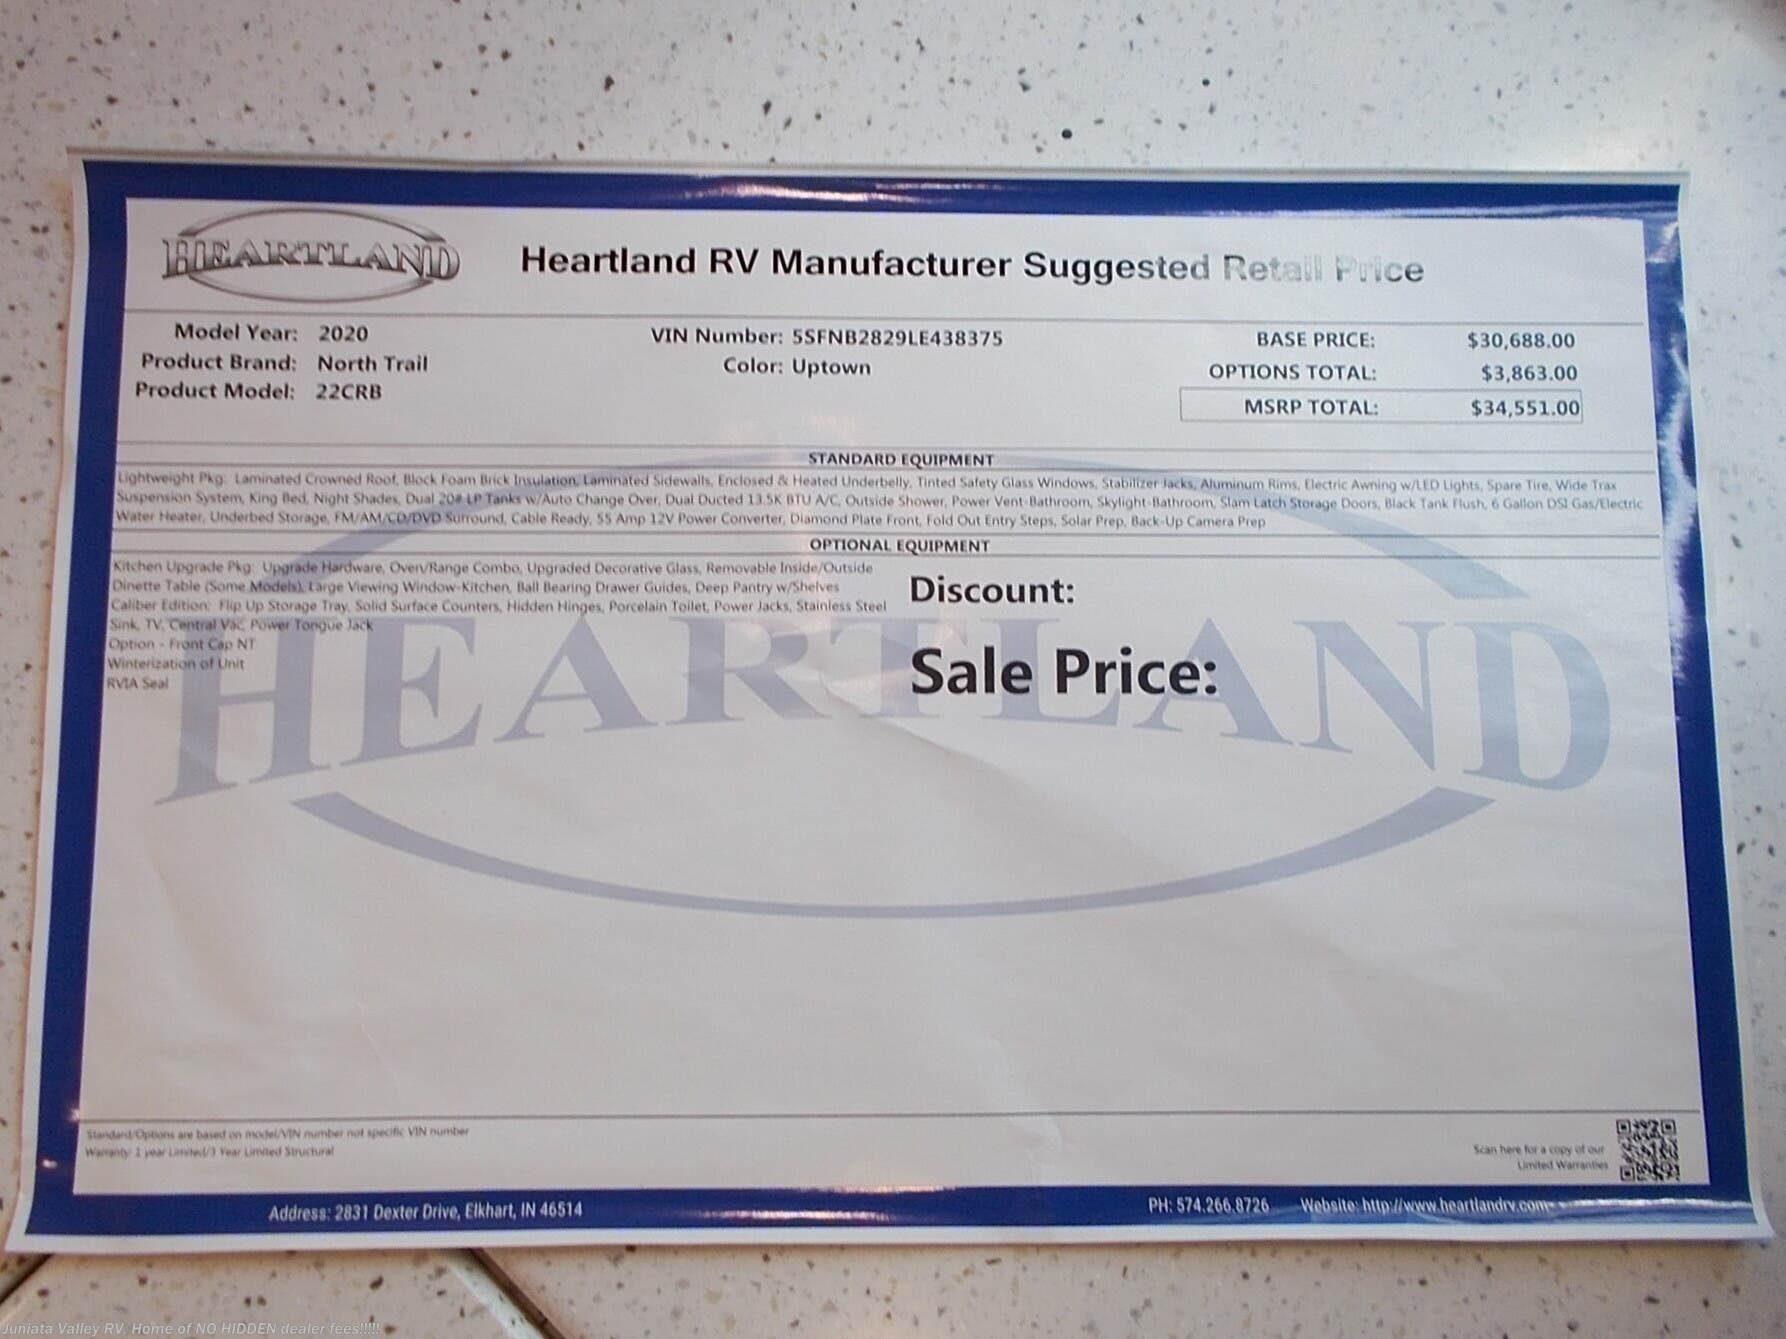 HEARTLAND
Heartland RV Manufacturer Suggested Retail Price
Model Year: 2020
Product Brand: North Trail
Product Model: 22CRB
VIN Number: 5SFNB2829LE438375
Color: Uptown
BASE PRICE: $30,688.00
OPTIONS TOTAL: $3,863.00
MSRP TOTAL: $34,551.00
STANDARD EQUIPMENT
Lightweight Pkg: Laminated Crowned Roof, Block Foam Brick Insulation, Laminated Sidewalls, Enclosed & Heated Underbelly, Tinted Safety Glass Windows, Stabilizer Jacks, Aluminum Rims, Electric Awning w/LED Lights, Spare Tire, Wide Trax
Suspension System, King Bed, Night Shades, Dual 20# LP Tanks w/Auto Change Over, Dual Ducted 13.5K BTU A/C, Outside Shower, Power Vent-Bathroom, Skylight-Bathroom, Slam Latch Storage Doors, Black Tank Flush, 6 Gallon DSI Gas/Electric
Water Heater, Underbed Storage, FM/AM/CD/DVD Surround, Cable Ready, 55 Amp 12V Power Converter, Diamond Plate Front, Fold Out Entry Steps, Solar Prep, Back-Up Camera Prep
OPTIONAL EQUIPMENT
Kitchen Upgrade Pkg: Upgrade Hardware, Oven/Range Combo, Upgraded Decorative Glass, Removable Inside/Outside
Dinette Table (Some Models), Large Viewing Window-Kitchen, Ball Bearing Drawer Guides, Deep Pantry w/Shelves
Caliber Edition: Flip Up Storage Tray, Solid Surface Counters, Hidden Hinges, Porcelain Toilet, Power Jacks, Stainless Steel
Sink, TV, Central Vac, Power Tongue Jack
Option - Front Cap NT
Winterization of Unit
RVIA Seal
Discount:
Sale Price:
HEARTLAND
Standard/Options are based on model/VIN number not specific VIN number
Warranty: 1 year Limited/3 Year Limited Structural
Scan here for a copy of our
Limited Warranties
Address: 2831 Dexter Drive, Elkhart, IN 46514
PH: 574.266.8726
Website: http://www.heartlandrv.com
Juniata Valley RV. Home of NO HIDDEN dealer fees!!!!!